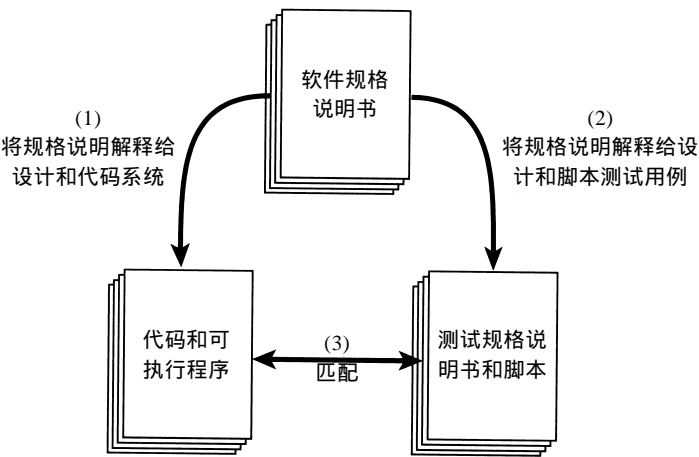 软件规格
说明书
(1)
将规格说明解释给
设计和代码系统
(2)
将规格说明解释给设
计和脚本测试用例
代码和可
执行程序
(3)
匹配
测试规格说
明书和脚本